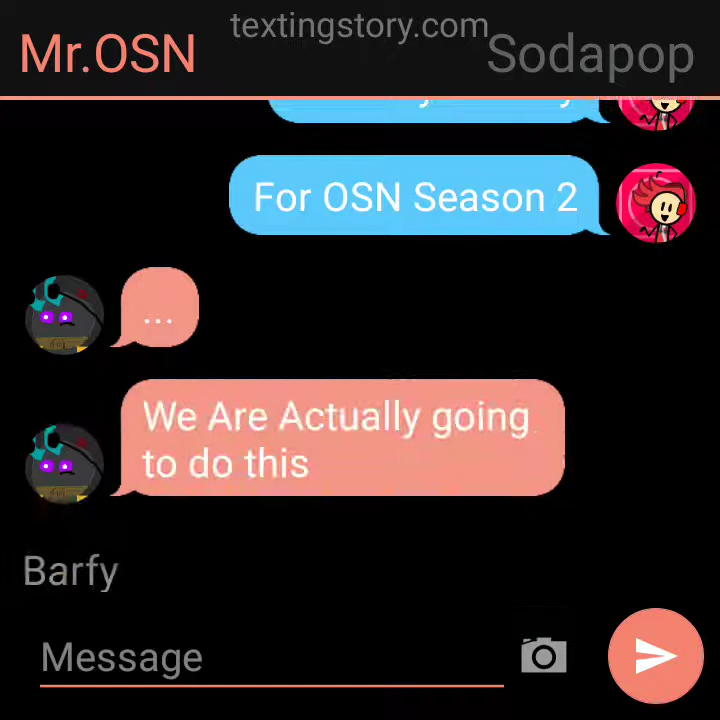 textingstory.com
Mr.OSN
Sodapop
For OSN Season 2
...
We Are Actually going
to do this
Barfy
Message